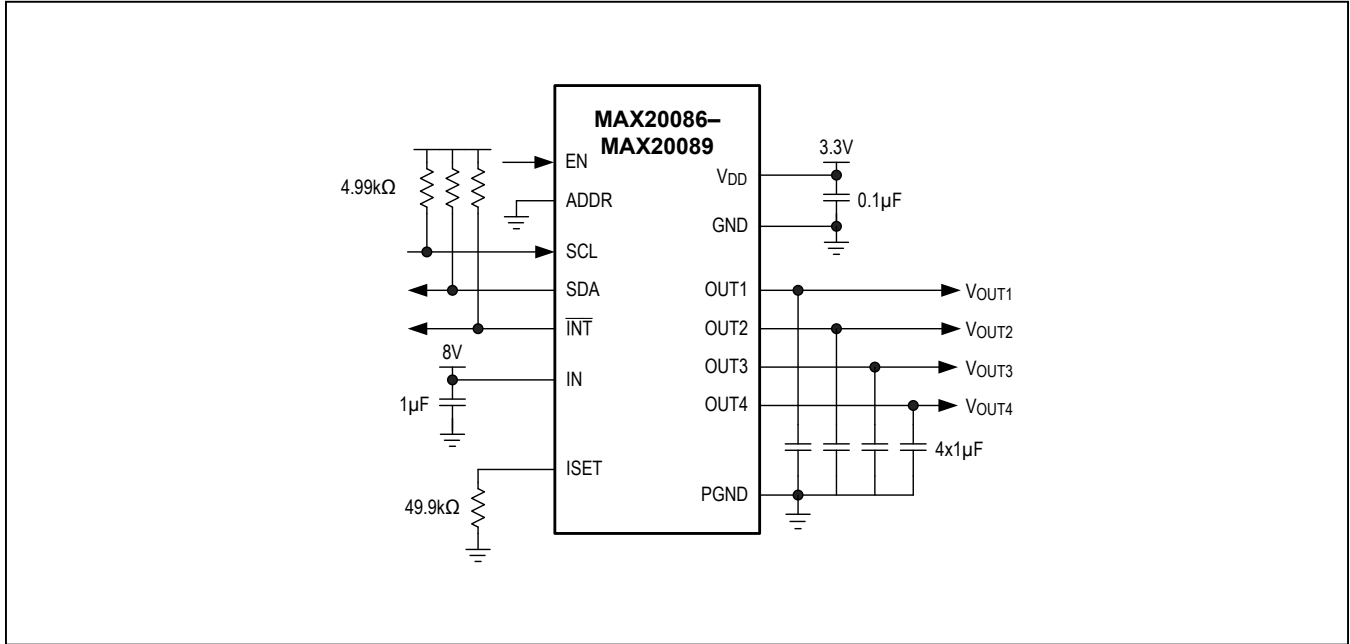 MAX20086–
MAX20089
3.3V
EN
VDD
4.99kΩ
ADDR
0.1µF
GND
SCL
SDA
OUT1
VOUT1
INT
OUT2
VOUT2
8V
OUT3
VOUT3
IN
1µF
OUT4
VOUT4
4x1µF
ISET
PGND
49.9kΩ